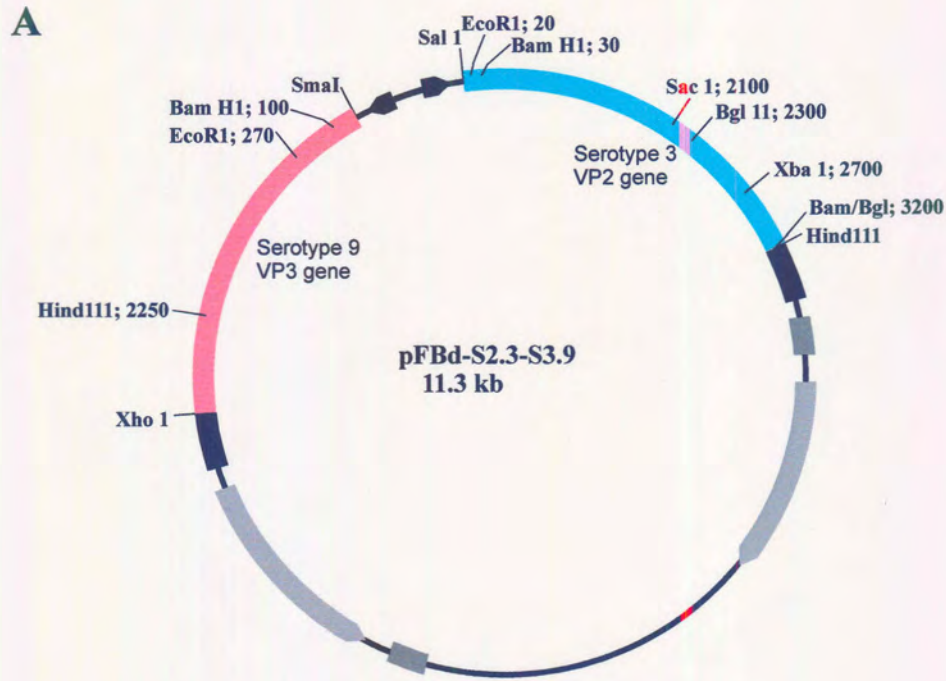 A
Sal 1
EcoR1; 20
Bam H1; 30
SmaI
Bam H1; 100
EcoR1; 270
Sac 1; 2100
Bgl 11; 2300
Serotype 3
VP2 gene
Xba 1; 2700
Bam/Bgl; 3200
Hind111
Serotype 9
VP3 gene
Hind111; 2250
pFBd-S2.3-S3.9
11.3 kb
Xho 1